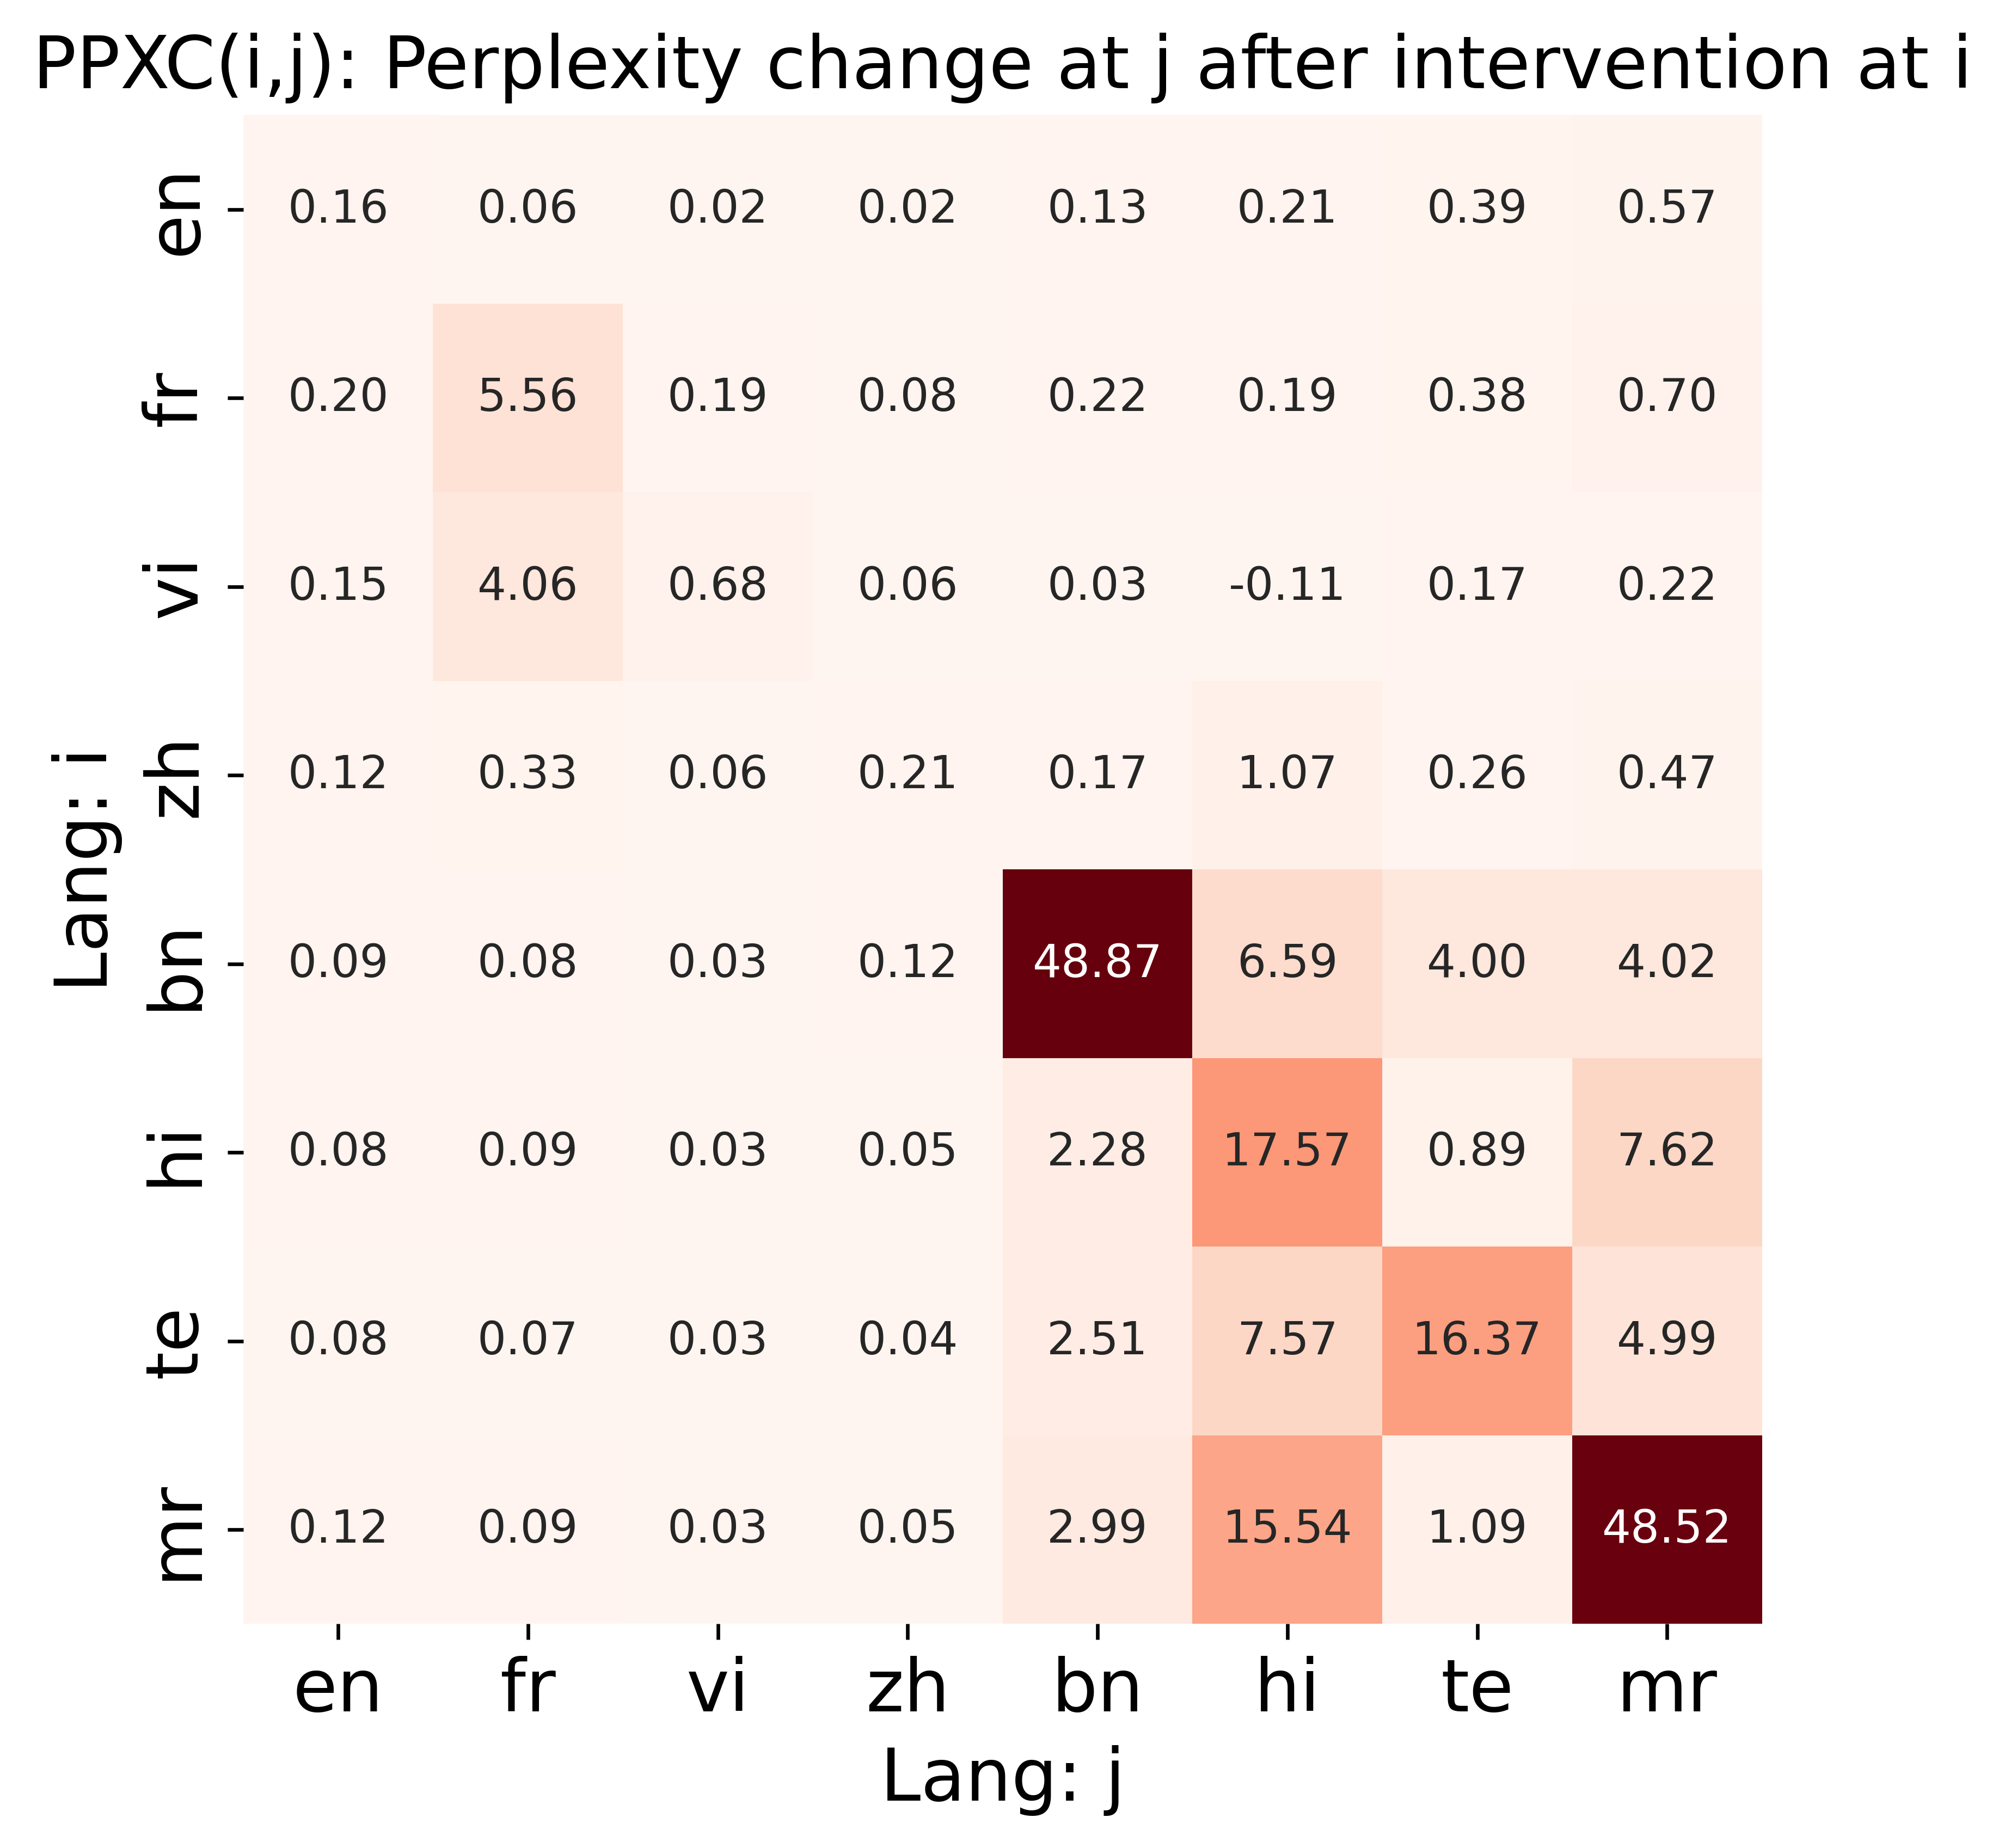 PPXC(i,j): Perplexity change at j after intervention at i
en 0.16 0.06 0.02 0.02 0.13 0.21 0.39 0.57
fr 0.20 5.56 0.19 0.08 0.22 0.19 0.38 0.70
vi 0.15 4.06 0.68 0.06 0.03 -0.11 0.17 0.22
zh 0.12 0.33 0.06 0.21 0.17 1.07 0.26 0.47
bn 0.09 0.08 0.03 0.12 48.87 6.59 4.00 4.02
hi 0.08 0.09 0.03 0.05 2.28 17.57 0.89 7.62
te 0.08 0.07 0.03 0.04 2.51 7.57 16.37 4.99
mr 0.12 0.09 0.03 0.05 2.99 15.54 1.09 48.52
en fr vi zh bn hi te mr
Lang: i
Lang: j